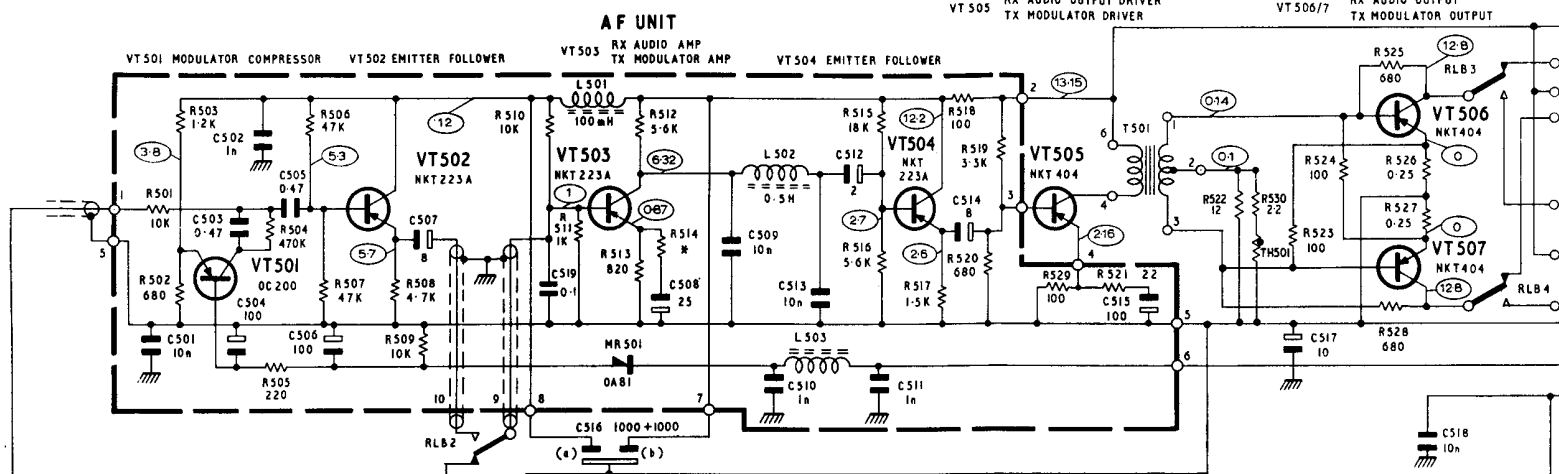 AF UNIT
VT 505 RX AUDIO OUTPUT DRIVER
TX MODULATOR DRIVER
VT506/7 RX AUDIO OUTPUT
TX MODULATOR OUTPUT
VT501 MODULATOR COMPRESSOR
VT502 EMITTER FOLLOWER
VT503 RX AUDIO AMP
TX MODULATOR AMP
VT504 EMITTER FOLLOWER
R503
1·2K
C502
1n
R506
47K
12
R510
10K
L501
100mH
R512
5·6K
R515
18K
12·2
R518
100
2
13·15
R525
680
12·8
RLB3
3·8
5·3
VT502
NKT223A
VT503
NKT223A
6·32
L502
0·5H
C512
2
VT504
NKT
223A
R519
3·3K
VT505
NKT404
6
T501
1
0·14
VT506
NKT404
0
1
R501
10K
C505
0·47
C503
0·47
R504
470K
1
R
511
1K
0·87
2·7
C514
8
3
4
2
0·1
R524
100
R526
0·25
5
VT501
OC200
5·7
C507
8
R514
*
R513
820
C509
10n
R516
5·6K
2·6
R520
680
2·16
3
R522
12
R530
2·2
R523
100
R527
0·25
0
VT507
NKT404
R502
680
C504
100
R507
47K
R508
4·7K
C519
0·1
C508
25
C513
10n
R517
1·5K
4
R529
100
R521
22
C515
100
TH501
12·8
RLB4
C501
10n
C506
100
R509
10K
MR501
OA81
L503
5
6
C517
10
R528
680
R505
220
C510
1n
C511
1n
10
9
8
7
RLB2
C516
1000+1000
(a)
(b)
C518
10n